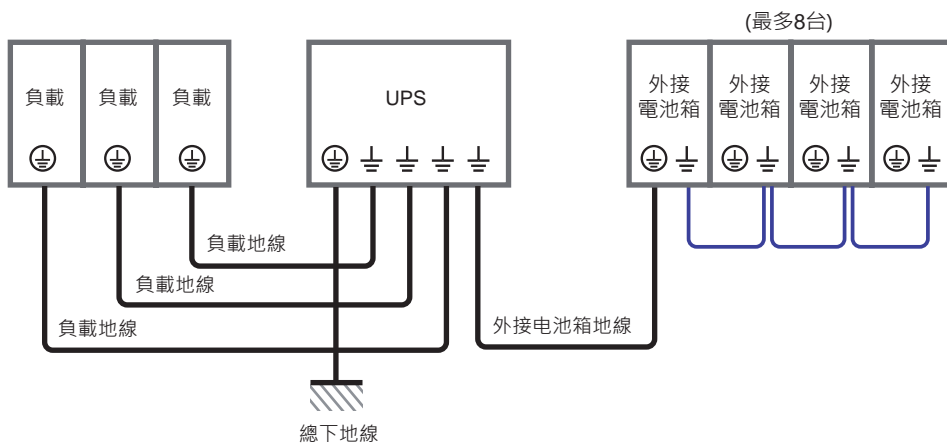 (最多8台)
負載
負載
負載
UPS
外接
電池箱
外接
電池箱
外接
電池箱
外接
電池箱
負載地線
負載地線
負載地線
外接电池箱地線
總下地線